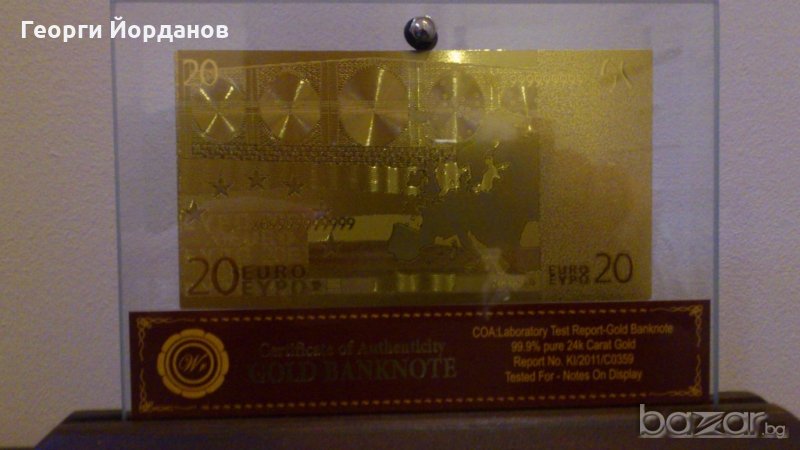 Георги Йорданов
20
20 EURO
ΕΥΡΩ
EURO 20
ΕΥΡΩ
Certificate of Authenticity
GOLD BANKNOTE
COA:Laboratory Test Report-Gold Banknote
99.9% pure 24k Carat Gold
Report No. KI/2011/C0359
Tested For - Notes On Display
bazar.bg